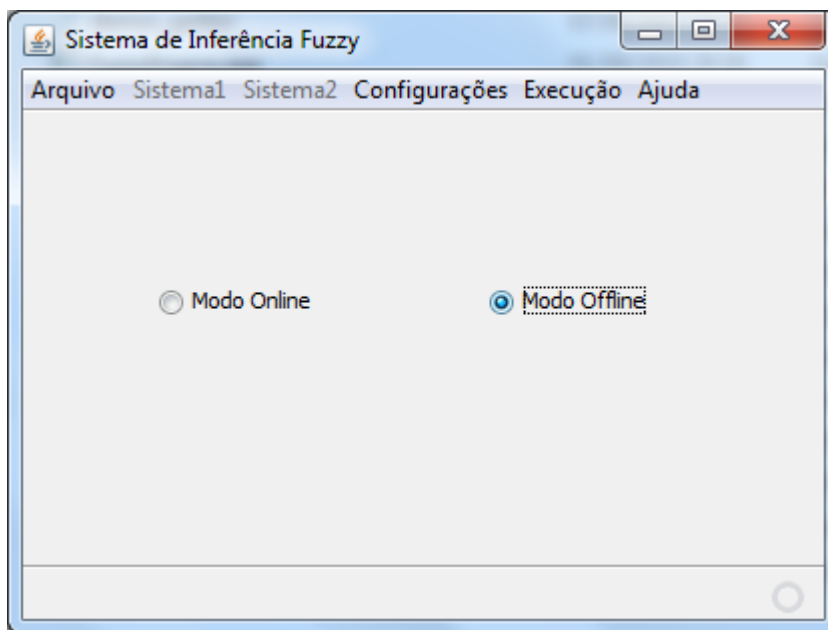 Sistema de Inferência Fuzzy
Arquivo Sistema1 Sistema2 Configurações Execução Ajuda
Modo Online Modo Offline